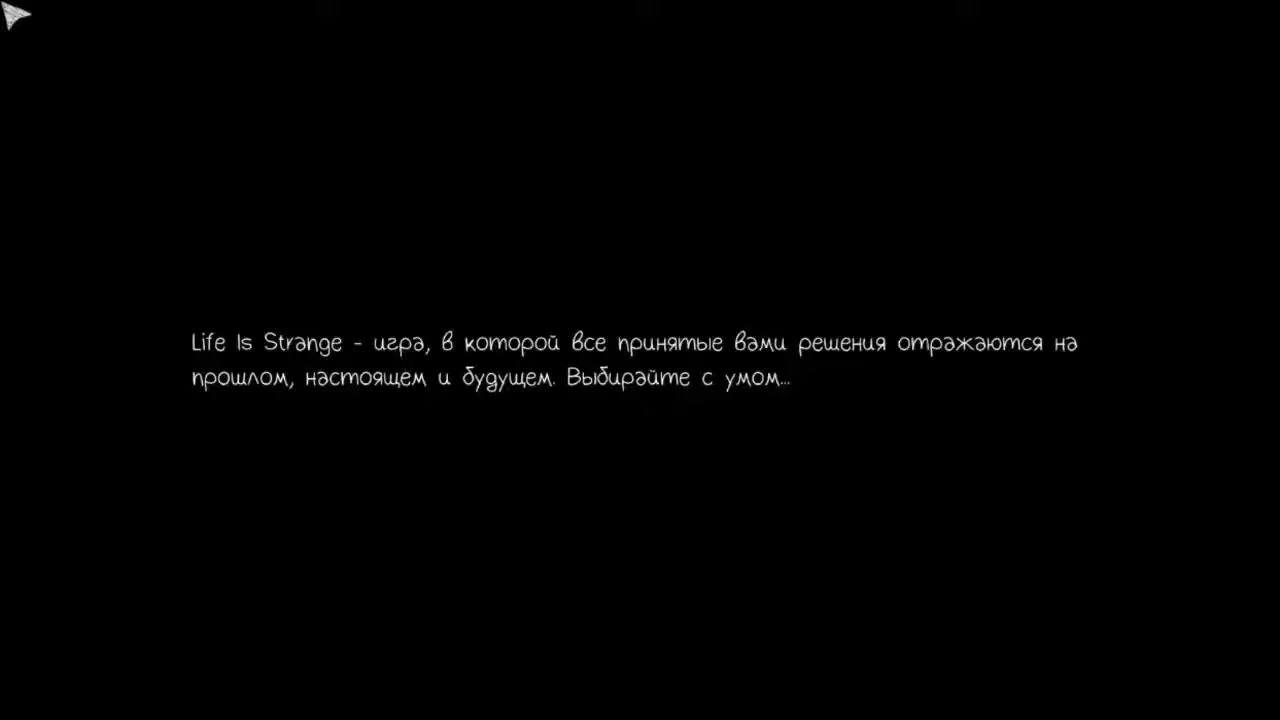 Life Is Strange - игра, в которой все принятые вами решения отражаются на
прошлом, настоящем и будущем. Выбирайте с умом...